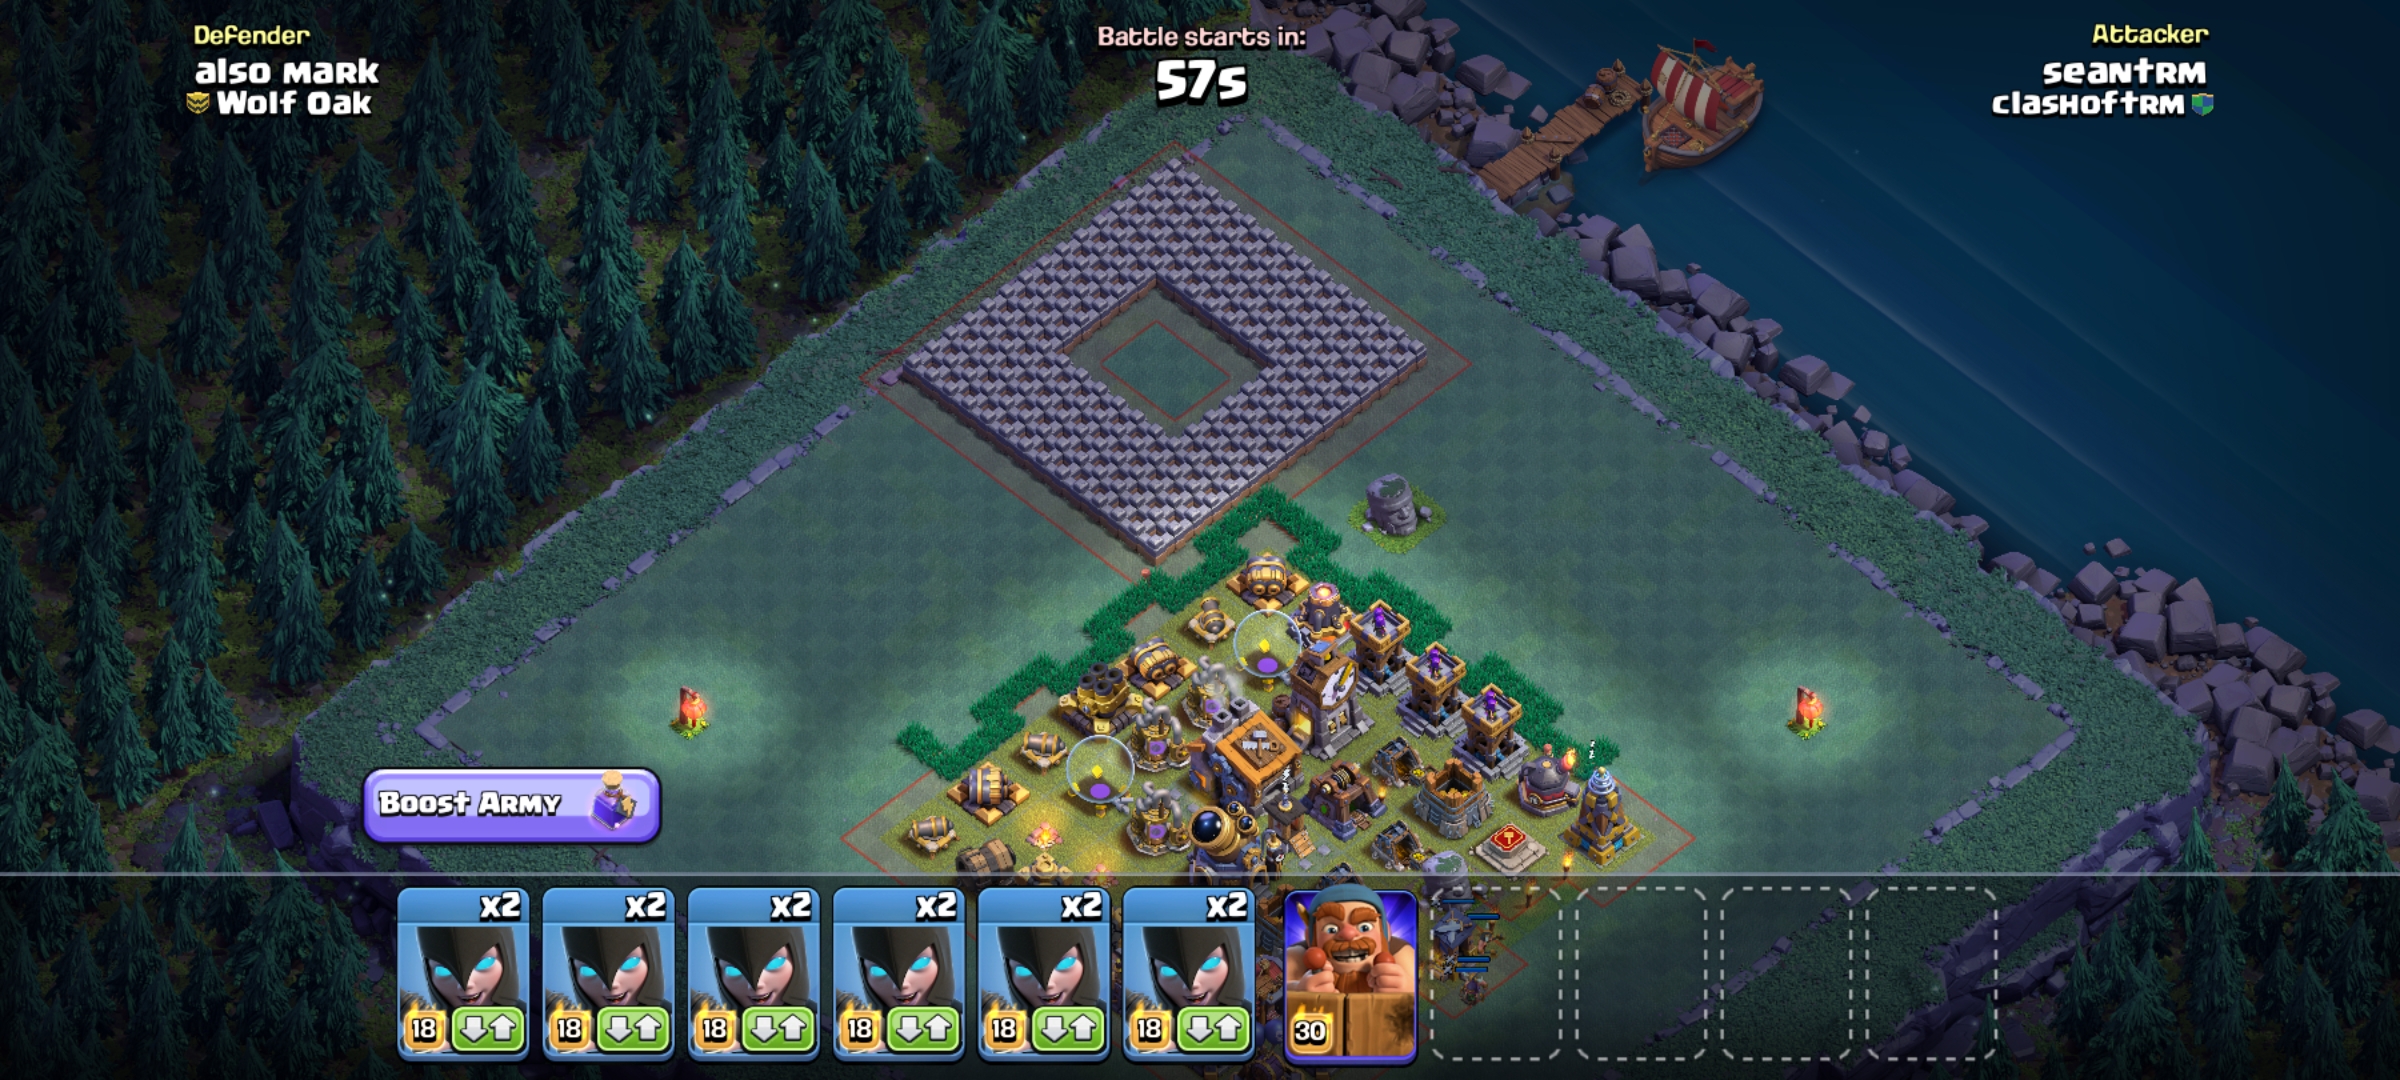 Defender
also mark
Wolf Oak
Battle starts in:
57s
Attacker
seantrm
clashoftrm
Boost Army
x2
x2
x2
x2
x2
x2
18
18
18
18
18
18
30